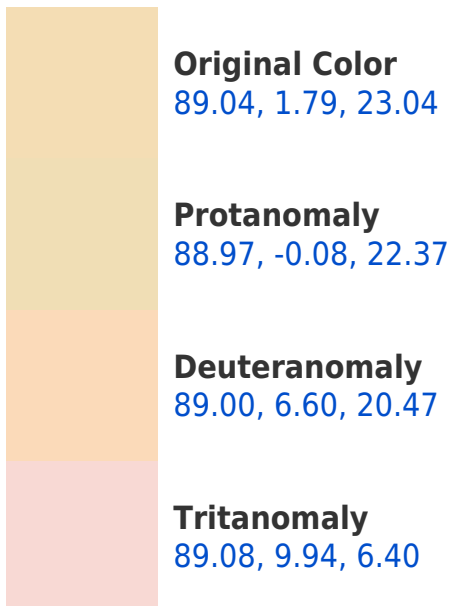 Original Color
89.04, 1.79, 23.04
Protanomaly
88.97, -0.08, 22.37
Deuteranomaly
89.00, 6.60, 20.47
Tritanomaly
89.08, 9.94, 6.40